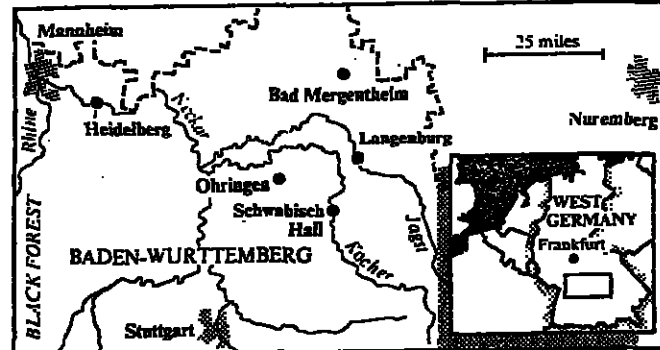 Mannheim
25 miles
Bad Mergentheim
Neckar
Nuremberg
Rhine
Heidelberg
Langenburg
Ohringen
WEST
GERMANY
Schwabisch
Hall
Jagst
Frankfurt
BADEN-WURTTEMBERG
Kocher
BLACK FOREST
Stuttgart